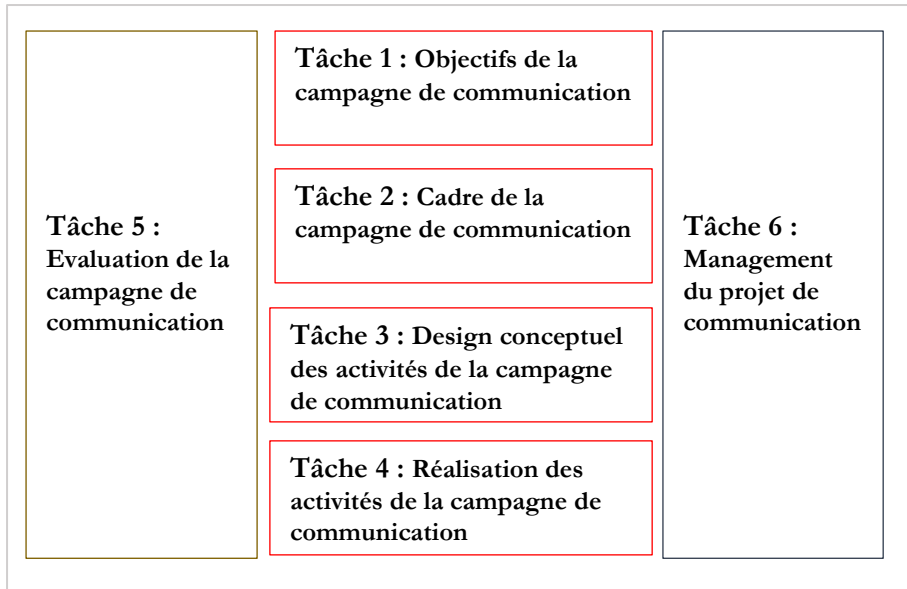 Tâche 1 : Objectifs de la
campagne de communication
Tâche 2 : Cadre de la
campagne de communication
Tâche 5 :
Evaluation de la
campagne de
communication
Tâche 6 :
Management
du projet de
communication
Tâche 3 : Design conceptuel
des activités de la campagne
de communication
Tâche 4 : Réalisation des
activités de la campagne de
communication